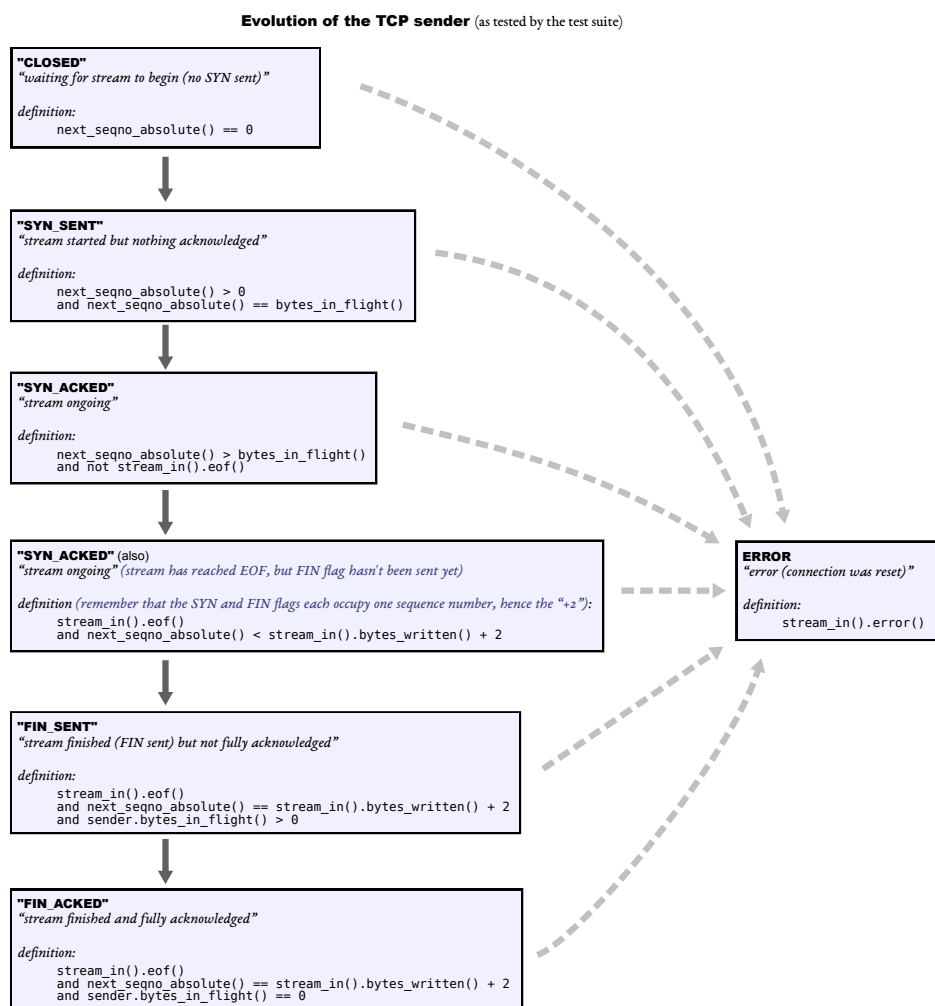 Evolution of the TCP sender (as tested by the test suite)
"CLOSED"
“waiting for stream to begin (no SYN sent)”
definition:
next_seqno_absolute() == 0
"SYN_SENT"
“stream started but nothing acknowledged”
definition:
next_seqno_absolute() > 0
and next_seqno_absolute() == bytes_in_flight()
"SYN_ACKED"
“stream ongoing”
definition:
next_seqno_absolute() > bytes_in_flight()
and not stream_in().eof()
"SYN_ACKED" (also)
“stream ongoing” (stream has reached EOF, but FIN flag hasn't been sent yet)
definition (remember that the SYN and FIN flags each occupy one sequence number, hence the “+2”):
stream_in().eof()
and next_seqno_absolute() < stream_in().bytes_written() + 2
ERROR
“error (connection was reset)”
definition:
stream_in().error()
"FIN_SENT"
“stream finished (FIN sent) but not fully acknowledged”
definition:
stream_in().eof()
and next_seqno_absolute() == stream_in().bytes_written() + 2
and sender.bytes_in_flight() > 0
"FIN_ACKED"
“stream finished and fully acknowledged”
definition:
stream_in().eof()
and next_seqno_absolute() == stream_in().bytes_written() + 2
and sender.bytes_in_flight() == 0